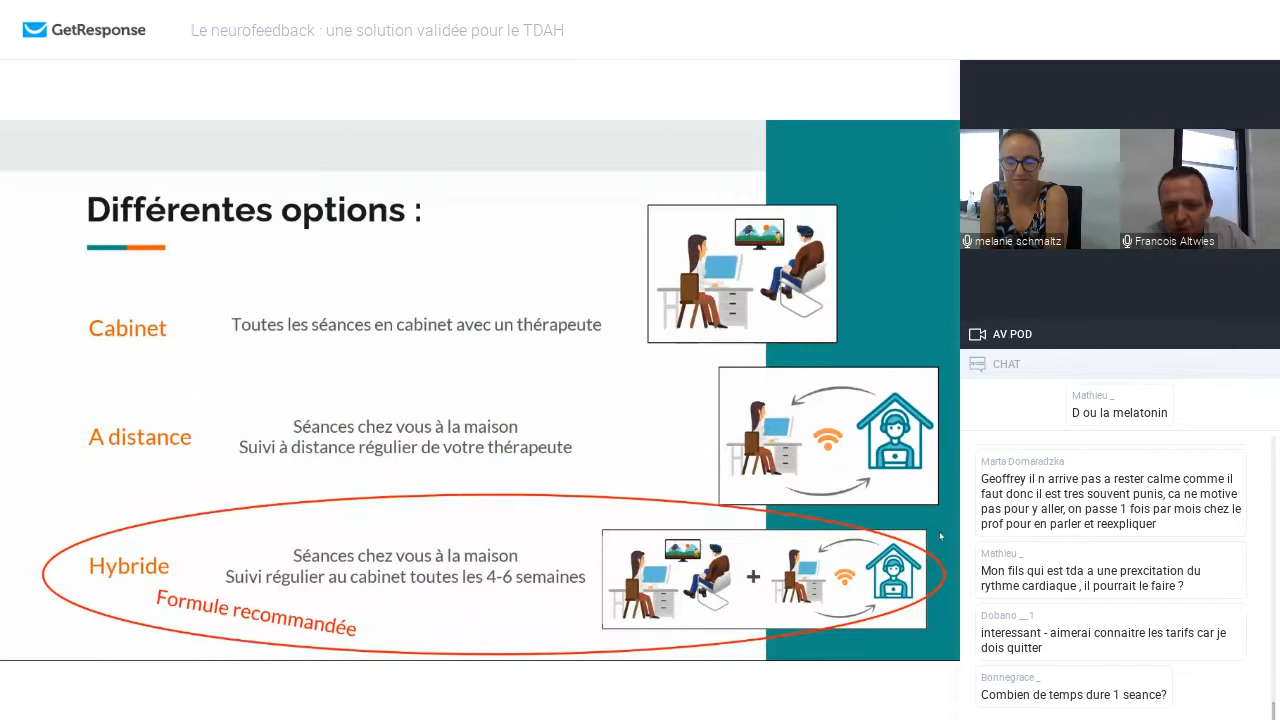 GetResponse
Le neurofeedback : une solution validée pour le TDAH
Différentes options :
Cabinet
Toutes les séances en cabinet avec un thérapeute
A distance
Séances chez vous à la maison
Suivi à distance régulier de votre thérapeute
Hybride
Séances chez vous à la maison
Suivi régulier au cabinet toutes les 4-6 semaines
Formule recommandée
melanie schmaltz
Francois Altwies
AV POD
CHAT
Mathieu _
D ou la melatonin
Marta Domaradzka
Geoffrey il n arrive pas a rester calme comme il
faut donc il est tres souvent punis, ca ne motive
pas pour y aller, on passe 1 fois par mois chez le
prof pour en parler et reexpliquer
Mathieu _
Mon fils qui est tda a une prexcitation du
rythme cardiaque , il pourrait le faire ?
Dobano __1
interessant - aimerai connaitre les tarifs car je
dois quitter
Bonnegrace _
Combien de temps dure 1 seance?